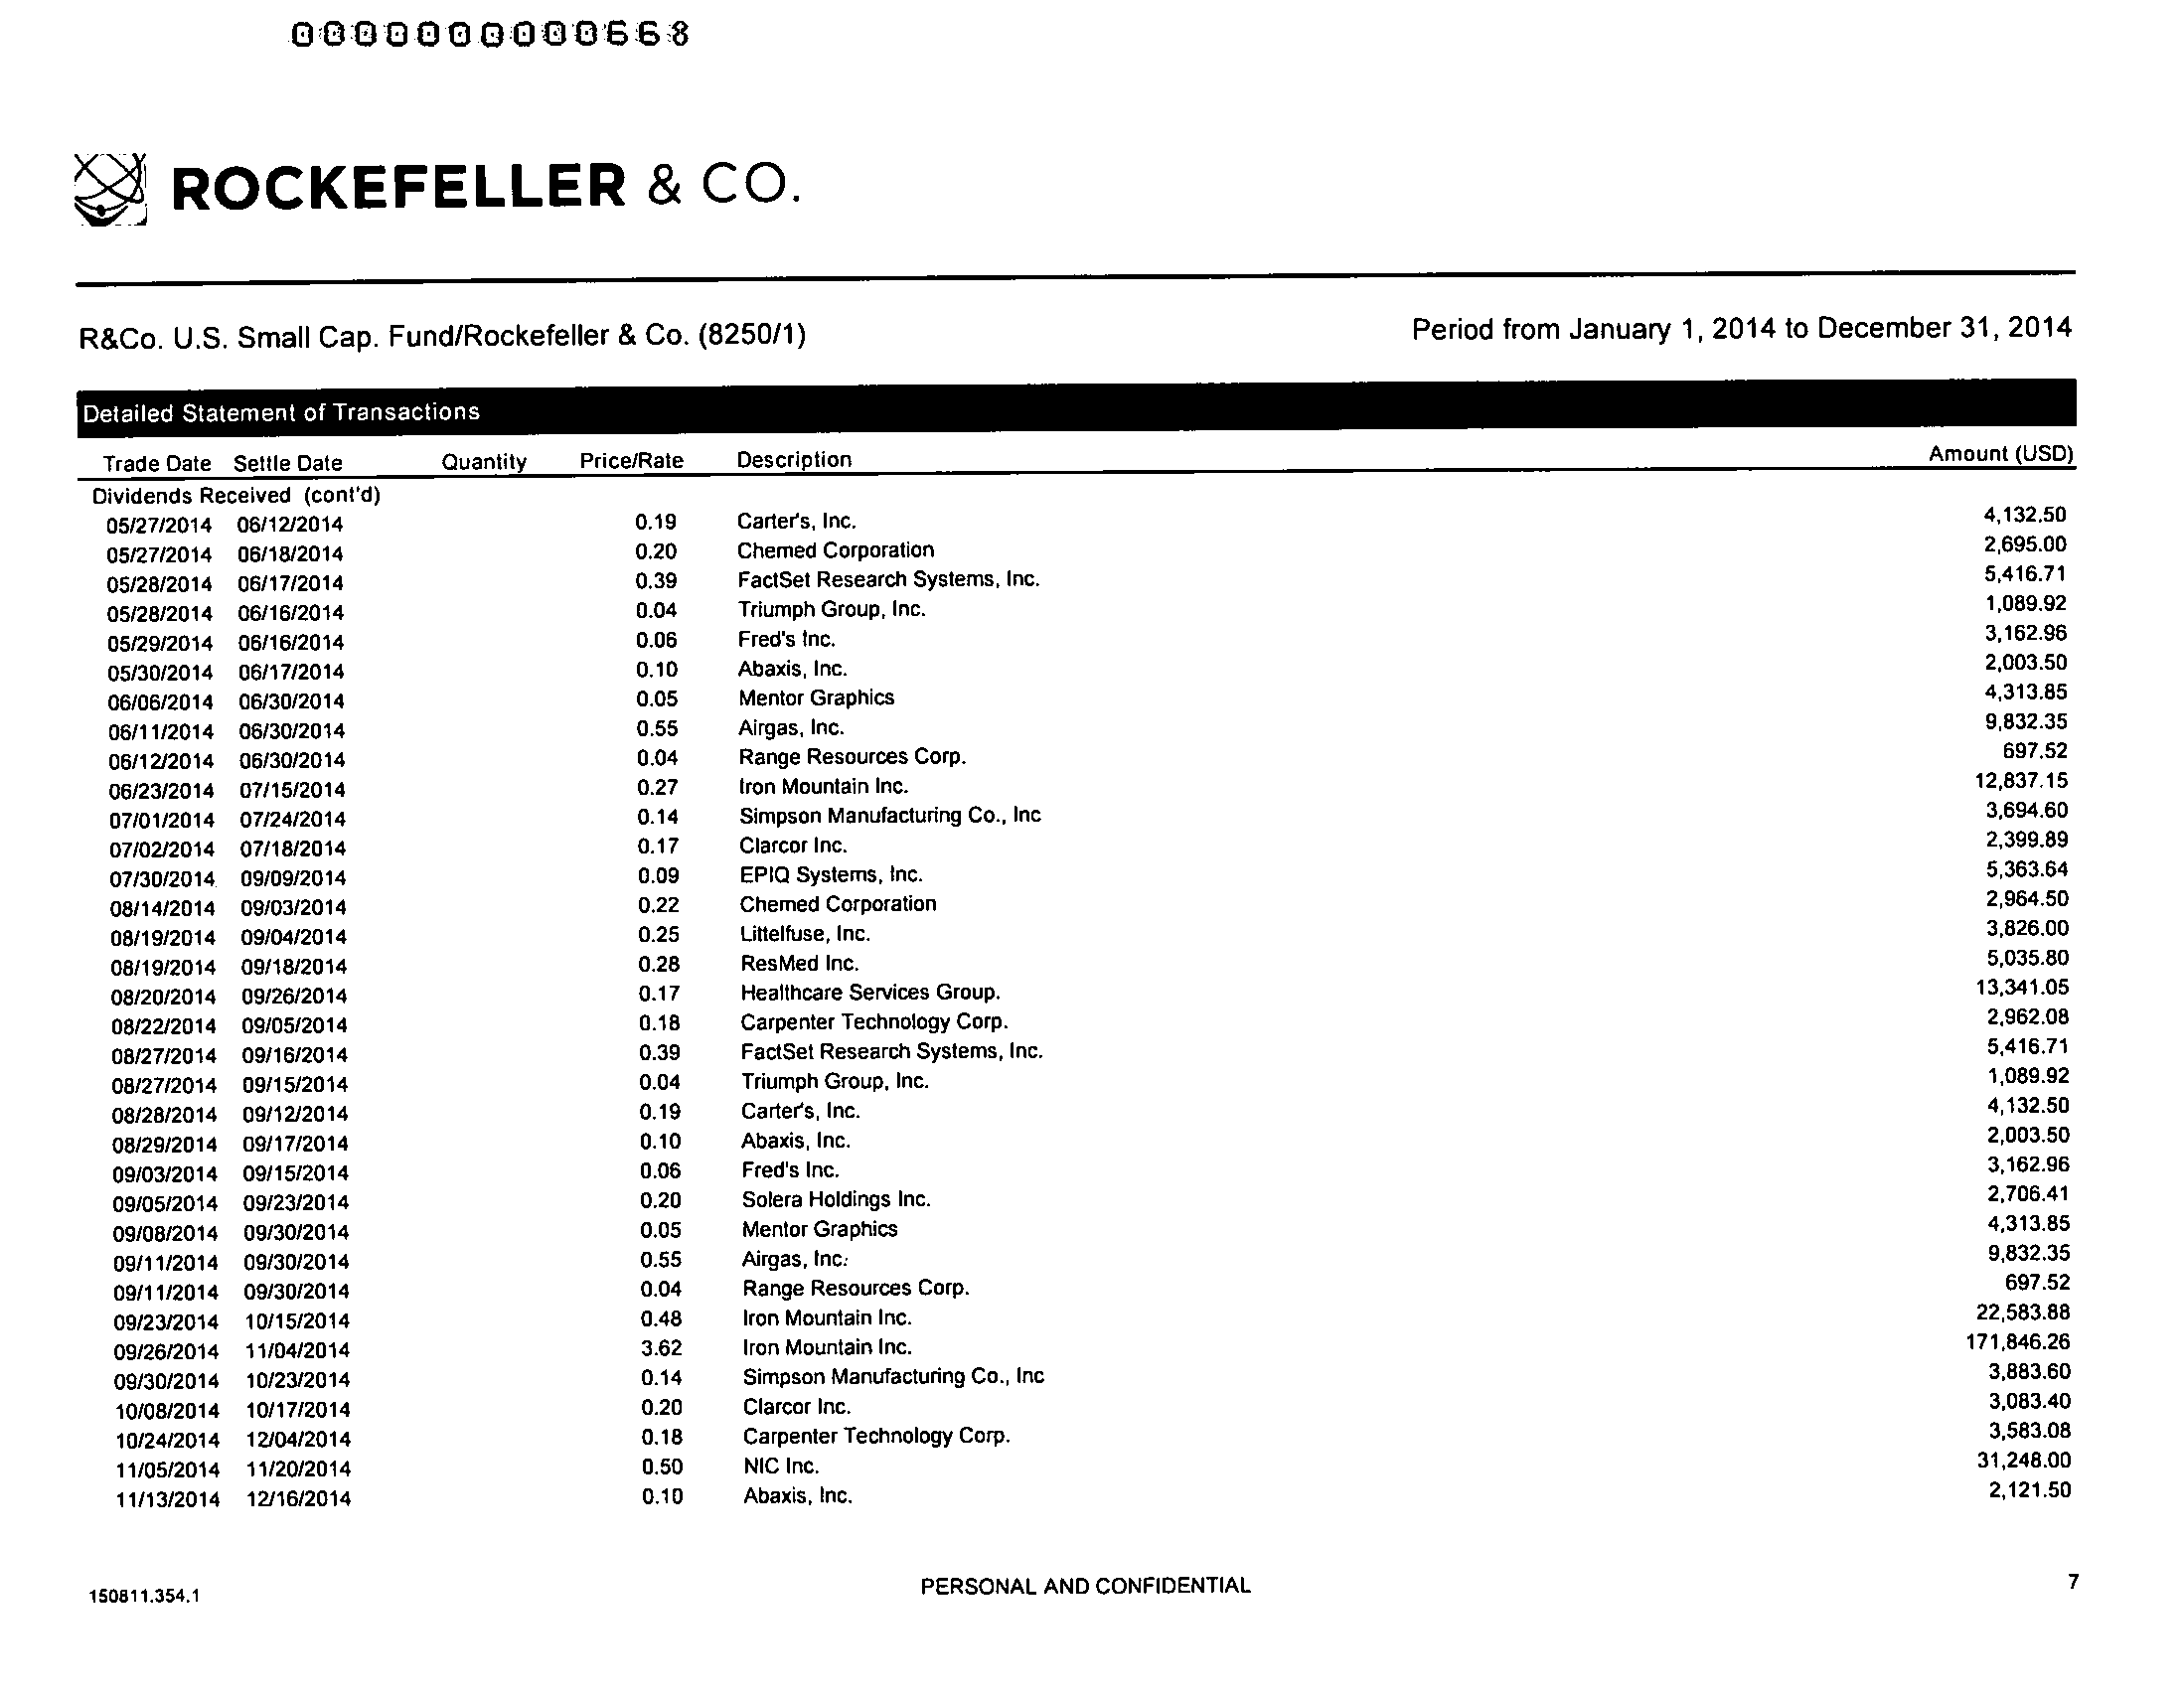 0000000000668
ROCKEFELLER & CO.
R&Co. U.S. Small Cap. Fund/Rockefeller & Co. (8250/1) Period from January 1, 2014 to December 31, 2014
Detailed Statement of Transactions
Trade Date Settle Date Quantity Price/Rate Description Amount (USD)
Dividends Received (cont'd)
05/27/2014 06/12/2014 0.19 Carter's, Inc. 4,132.50
05/27/2014 06/18/2014 0.20 Chemed Corporation 2,695.00
05/28/2014 06/17/2014 0.39 FactSet Research Systems, Inc. 5,416.71
05/28/2014 06/16/2014 0.04 Triumph Group, Inc. 1,089.92
05/29/2014 06/16/2014 0.06 Fred's Inc. 3,162.96
05/30/2014 06/17/2014 0.10 Abaxis, Inc. 2,003.50
06/06/2014 06/30/2014 0.05 Mentor Graphics 4,313.85
06/11/2014 06/30/2014 0.55 Airgas, Inc. 9,832.35
06/12/2014 06/30/2014 0.04 Range Resources Corp. 697.52
06/23/2014 07/15/2014 0.27 Iron Mountain Inc. 12,837.15
07/01/2014 07/24/2014 0.14 Simpson Manufacturing Co., Inc 3,694.60
07/02/2014 07/18/2014 0.17 Clarcor Inc. 2,399.89
07/30/2014 09/09/2014 0.09 EPIQ Systems, Inc. 5,363.64
08/14/2014 09/03/2014 0.22 Chemed Corporation 2,964.50
08/19/2014 09/04/2014 0.25 Littelfuse, Inc. 3,826.00
08/19/2014 09/18/2014 0.28 ResMed Inc. 5,035.80
08/20/2014 09/26/2014 0.17 Healthcare Services Group. 13,341.05
08/22/2014 09/05/2014 0.18 Carpenter Technology Corp. 2,962.08
08/27/2014 09/16/2014 0.39 FactSet Research Systems, Inc. 5,416.71
08/27/2014 09/15/2014 0.04 Triumph Group, Inc. 1,089.92
08/28/2014 09/12/2014 0.19 Carter's, Inc. 4,132.50
08/29/2014 09/17/2014 0.10 Abaxis, Inc. 2,003.50
09/03/2014 09/15/2014 0.06 Fred's Inc. 3,162.96
09/05/2014 09/23/2014 0.20 Solera Holdings Inc. 2,706.41
09/08/2014 09/30/2014 0.05 Mentor Graphics 4,313.85
09/11/2014 09/30/2014 0.55 Airgas, Inc. 9,832.35
09/11/2014 09/30/2014 0.04 Range Resources Corp. 697.52
09/23/2014 10/15/2014 0.48 Iron Mountain Inc. 22,583.88
09/26/2014 11/04/2014 3.62 Iron Mountain Inc. 171,846.26
09/30/2014 10/23/2014 0.14 Simpson Manufacturing Co., Inc 3,883.60
10/08/2014 10/17/2014 0.20 Clarcor Inc. 3,083.40
10/24/2014 12/04/2014 0.18 Carpenter Technology Corp. 3,583.08
11/05/2014 11/20/2014 0.50 NIC Inc. 31,248.00
11/13/2014 12/16/2014 0.10 Abaxis, Inc. 2,121.50
150811.354.1 PERSONAL AND CONFIDENTIAL 7